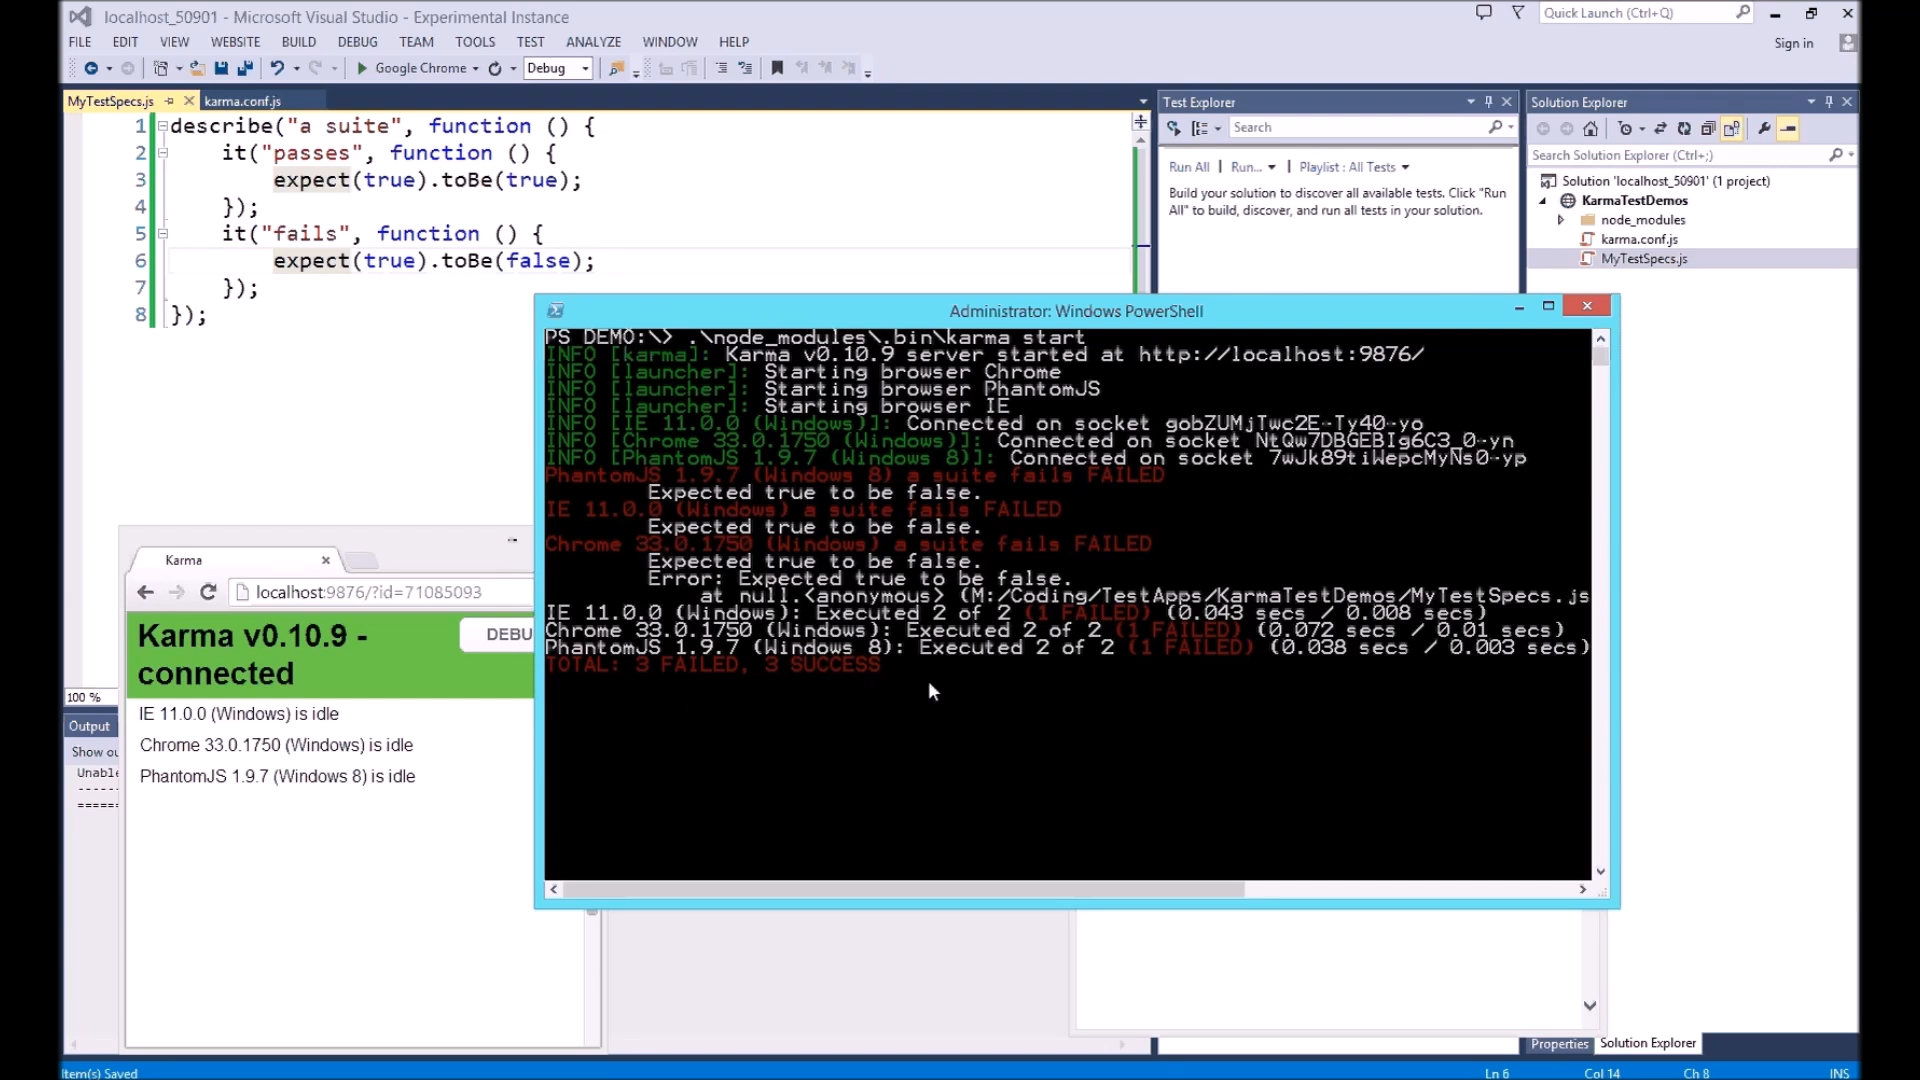 localhost_50901 - Microsoft Visual Studio - Experimental Instance
Quick Launch (Ctrl+Q)
FILE EDIT VIEW WEBSITE BUILD DEBUG TEAM TOOLS TEST ANALYZE WINDOW HELP
Sign in
Google Chrome
Debug
MyTestSpecs.js
karma.conf.js
1 describe("a suite", function () {
2 it("passes", function () {
3 expect(true).toBe(true);
4 });
5 it("fails", function () {
6 expect(true).toBe(false);
7 });
8 });
Test Explorer
Search
Run All | Run... | Playlist : All Tests
Build your solution to discover all available tests. Click "Run
All" to build, discover, and run all tests in your solution.
Solution Explorer
Search Solution Explorer (Ctrl+;)
Solution 'localhost_50901' (1 project)
KarmaTestDemos
node_modules
karma.conf.js
MyTestSpecs.js
Administrator: Windows PowerShell
PS DEMO:\> .\node_modules\.bin\karma start
INFO [karma]: Karma v0.10.9 server started at http://localhost:9876/
INFO [launcher]: Starting browser Chrome
INFO [launcher]: Starting browser PhantomJS
INFO [launcher]: Starting browser IE
INFO [IE 11.0.0 (Windows)]: Connected on socket gobZUMjTwc2E-Ty40-yo
INFO [Chrome 33.0.1750 (Windows)]: Connected on socket NtQw7DBGEBIg6C3_0-yn
INFO [PhantomJS 1.9.7 (Windows 8)]: Connected on socket 7wJk89tiWepcMyNs0-yp
PhantomJS 1.9.7 (Windows 8) a suite fails FAILED
Expected true to be false.
IE 11.0.0 (Windows) a suite fails FAILED
Expected true to be false.
Chrome 33.0.1750 (Windows) a suite fails FAILED
Expected true to be false.
Error: Expected true to be false.
at null.<anonymous> (M:/Coding/TestApps/KarmaTestDemos/MyTestSpecs.js
IE 11.0.0 (Windows): Executed 2 of 2 (1 FAILED) (0.043 secs / 0.008 secs)
Chrome 33.0.1750 (Windows): Executed 2 of 2 (1 FAILED) (0.072 secs / 0.01 secs)
PhantomJS 1.9.7 (Windows 8): Executed 2 of 2 (1 FAILED) (0.038 secs / 0.003 secs)
TOTAL: 3 FAILED, 3 SUCCESS
Karma
localhost:9876/?id=71085093
Karma v0.10.9 -
connected
DEBU
IE 11.0.0 (Windows) is idle
Chrome 33.0.1750 (Windows) is idle
PhantomJS 1.9.7 (Windows 8) is idle
100 %
Output
Show ou
Unable
------
======
Properties
Solution Explorer
Item(s) Saved
Ln 6
Col 14
Ch 8
INS